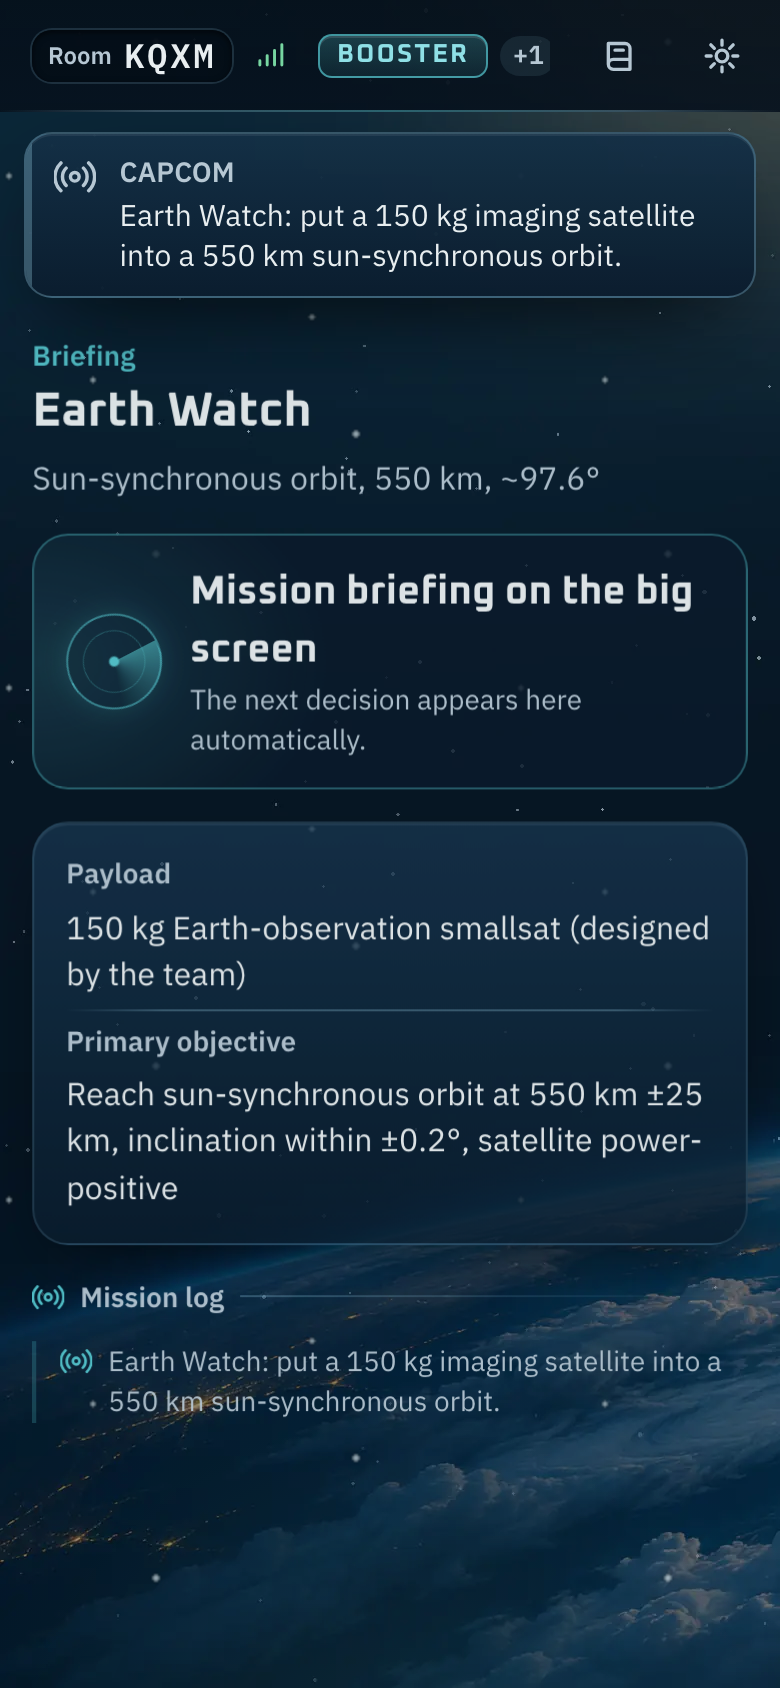 Room KQXM BOOSTER +1
CAPCOM
Earth Watch: put a 150 kg imaging satellite
into a 550 km sun-synchronous orbit.
Briefing
Earth Watch
Sun-synchronous orbit, 550 km, ~97.6°
Mission briefing on the big
screen
The next decision appears here
automatically.
Payload
150 kg Earth-observation smallsat (designed
by the team)
Primary objective
Reach sun-synchronous orbit at 550 km ±25
km, inclination within ±0.2°, satellite power-
positive
Mission log
Earth Watch: put a 150 kg imaging satellite into a
550 km sun-synchronous orbit.